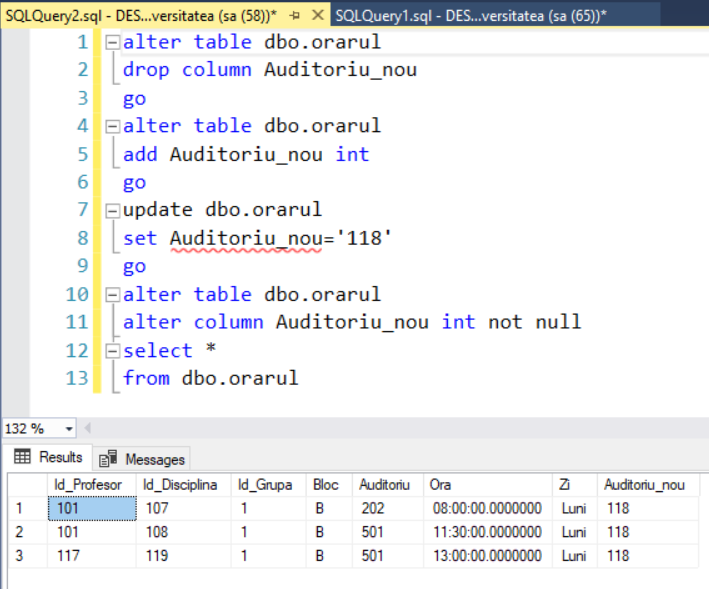 SQLQuery2.sql - DES...versitatea (sa (58))* SQLQuery1.sql - DES...versitatea (sa (65))*
1 alter table dbo.orarul
2 drop column Auditoriu_nou
3 go
4 alter table dbo.orarul
5 add Auditoriu_nou int
6 go
7 update dbo.orarul
8 set Auditoriu_nou='118'
9 go
10 alter table dbo.orarul
11 alter column Auditoriu_nou int not null
12 select *
13 from dbo.orarul
132 %
Results Messages
Id_Profesor Id_Disciplina Id_Grupa Bloc Auditoriu Ora Zi Auditoriu_nou
1 101 107 1 B 202 08:00:00.0000000 Luni 118
2 101 108 1 B 501 11:30:00.0000000 Luni 118
3 117 119 1 B 501 13:00:00.0000000 Luni 118